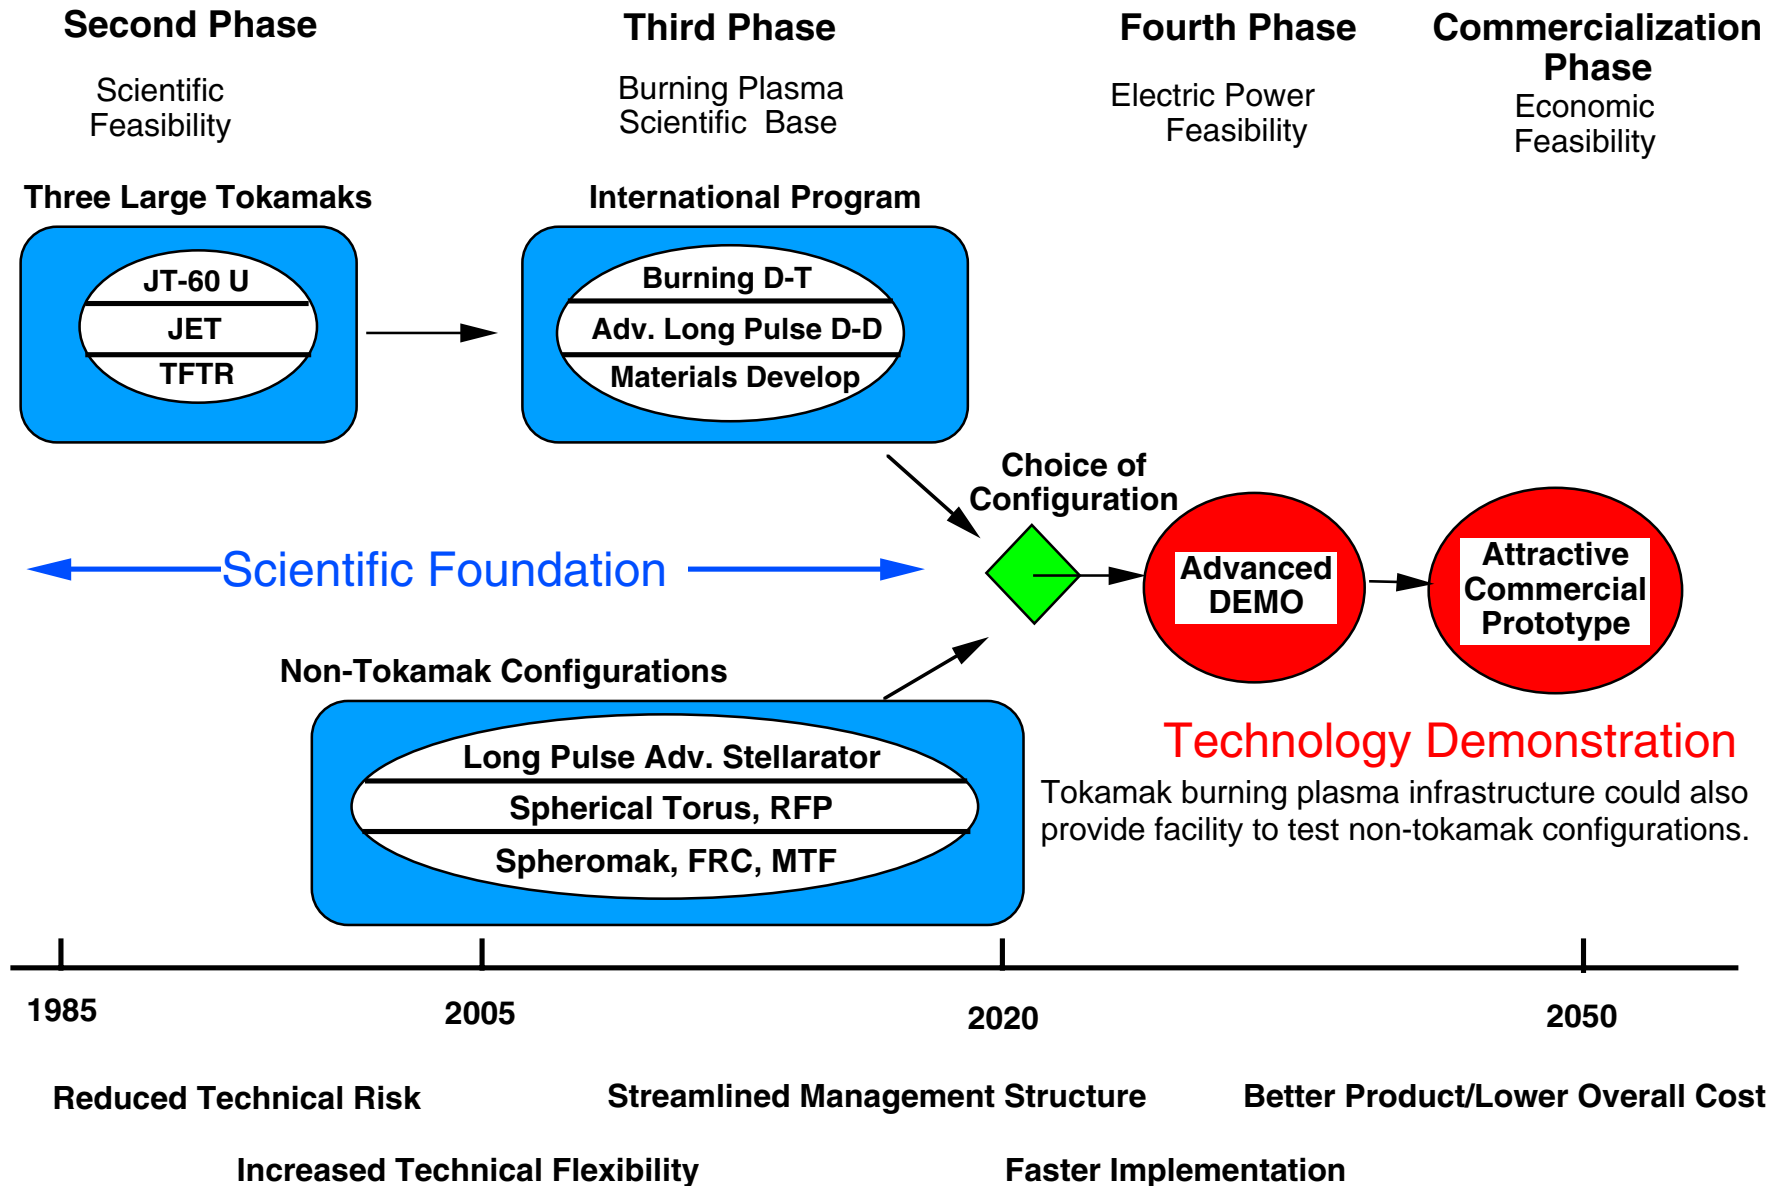 Second Phase
Third Phase
Fourth Phase
Commercialization
Phase
Scientific
Feasibility
Burning Plasma
Scientific Base
Electric Power
Feasibility
Economic
Feasibility
Three Large Tokamaks
International Program
JT-60 U
JET
TFTR
Burning D-T
Adv. Long Pulse D-D
Materials Develop
Choice of
Configuration
Scientific Foundation
Advanced
DEMO
Attractive
Commercial
Prototype
Non-Tokamak Configurations
Long Pulse Adv. Stellarator
Spherical Torus, RFP
Spheromak, FRC, MTF
Technology Demonstration
Tokamak burning plasma infrastructure could also
provide facility to test non-tokamak configurations.
1985
2005
2020
2050
Reduced Technical Risk
Streamlined Management Structure
Better Product/Lower Overall Cost
Increased Technical Flexibility
Faster Implementation